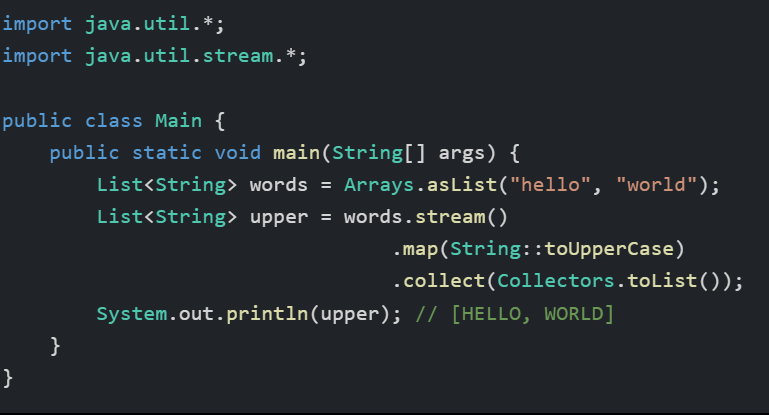 import java.util.*;
import java.util.stream.*;

public class Main {
    public static void main(String[] args) {
        List<String> words = Arrays.asList("hello", "world");
        List<String> upper = words.stream()
                                 .map(String::toUpperCase)
                                 .collect(Collectors.toList());
        System.out.println(upper); // [HELLO, WORLD]
    }
}